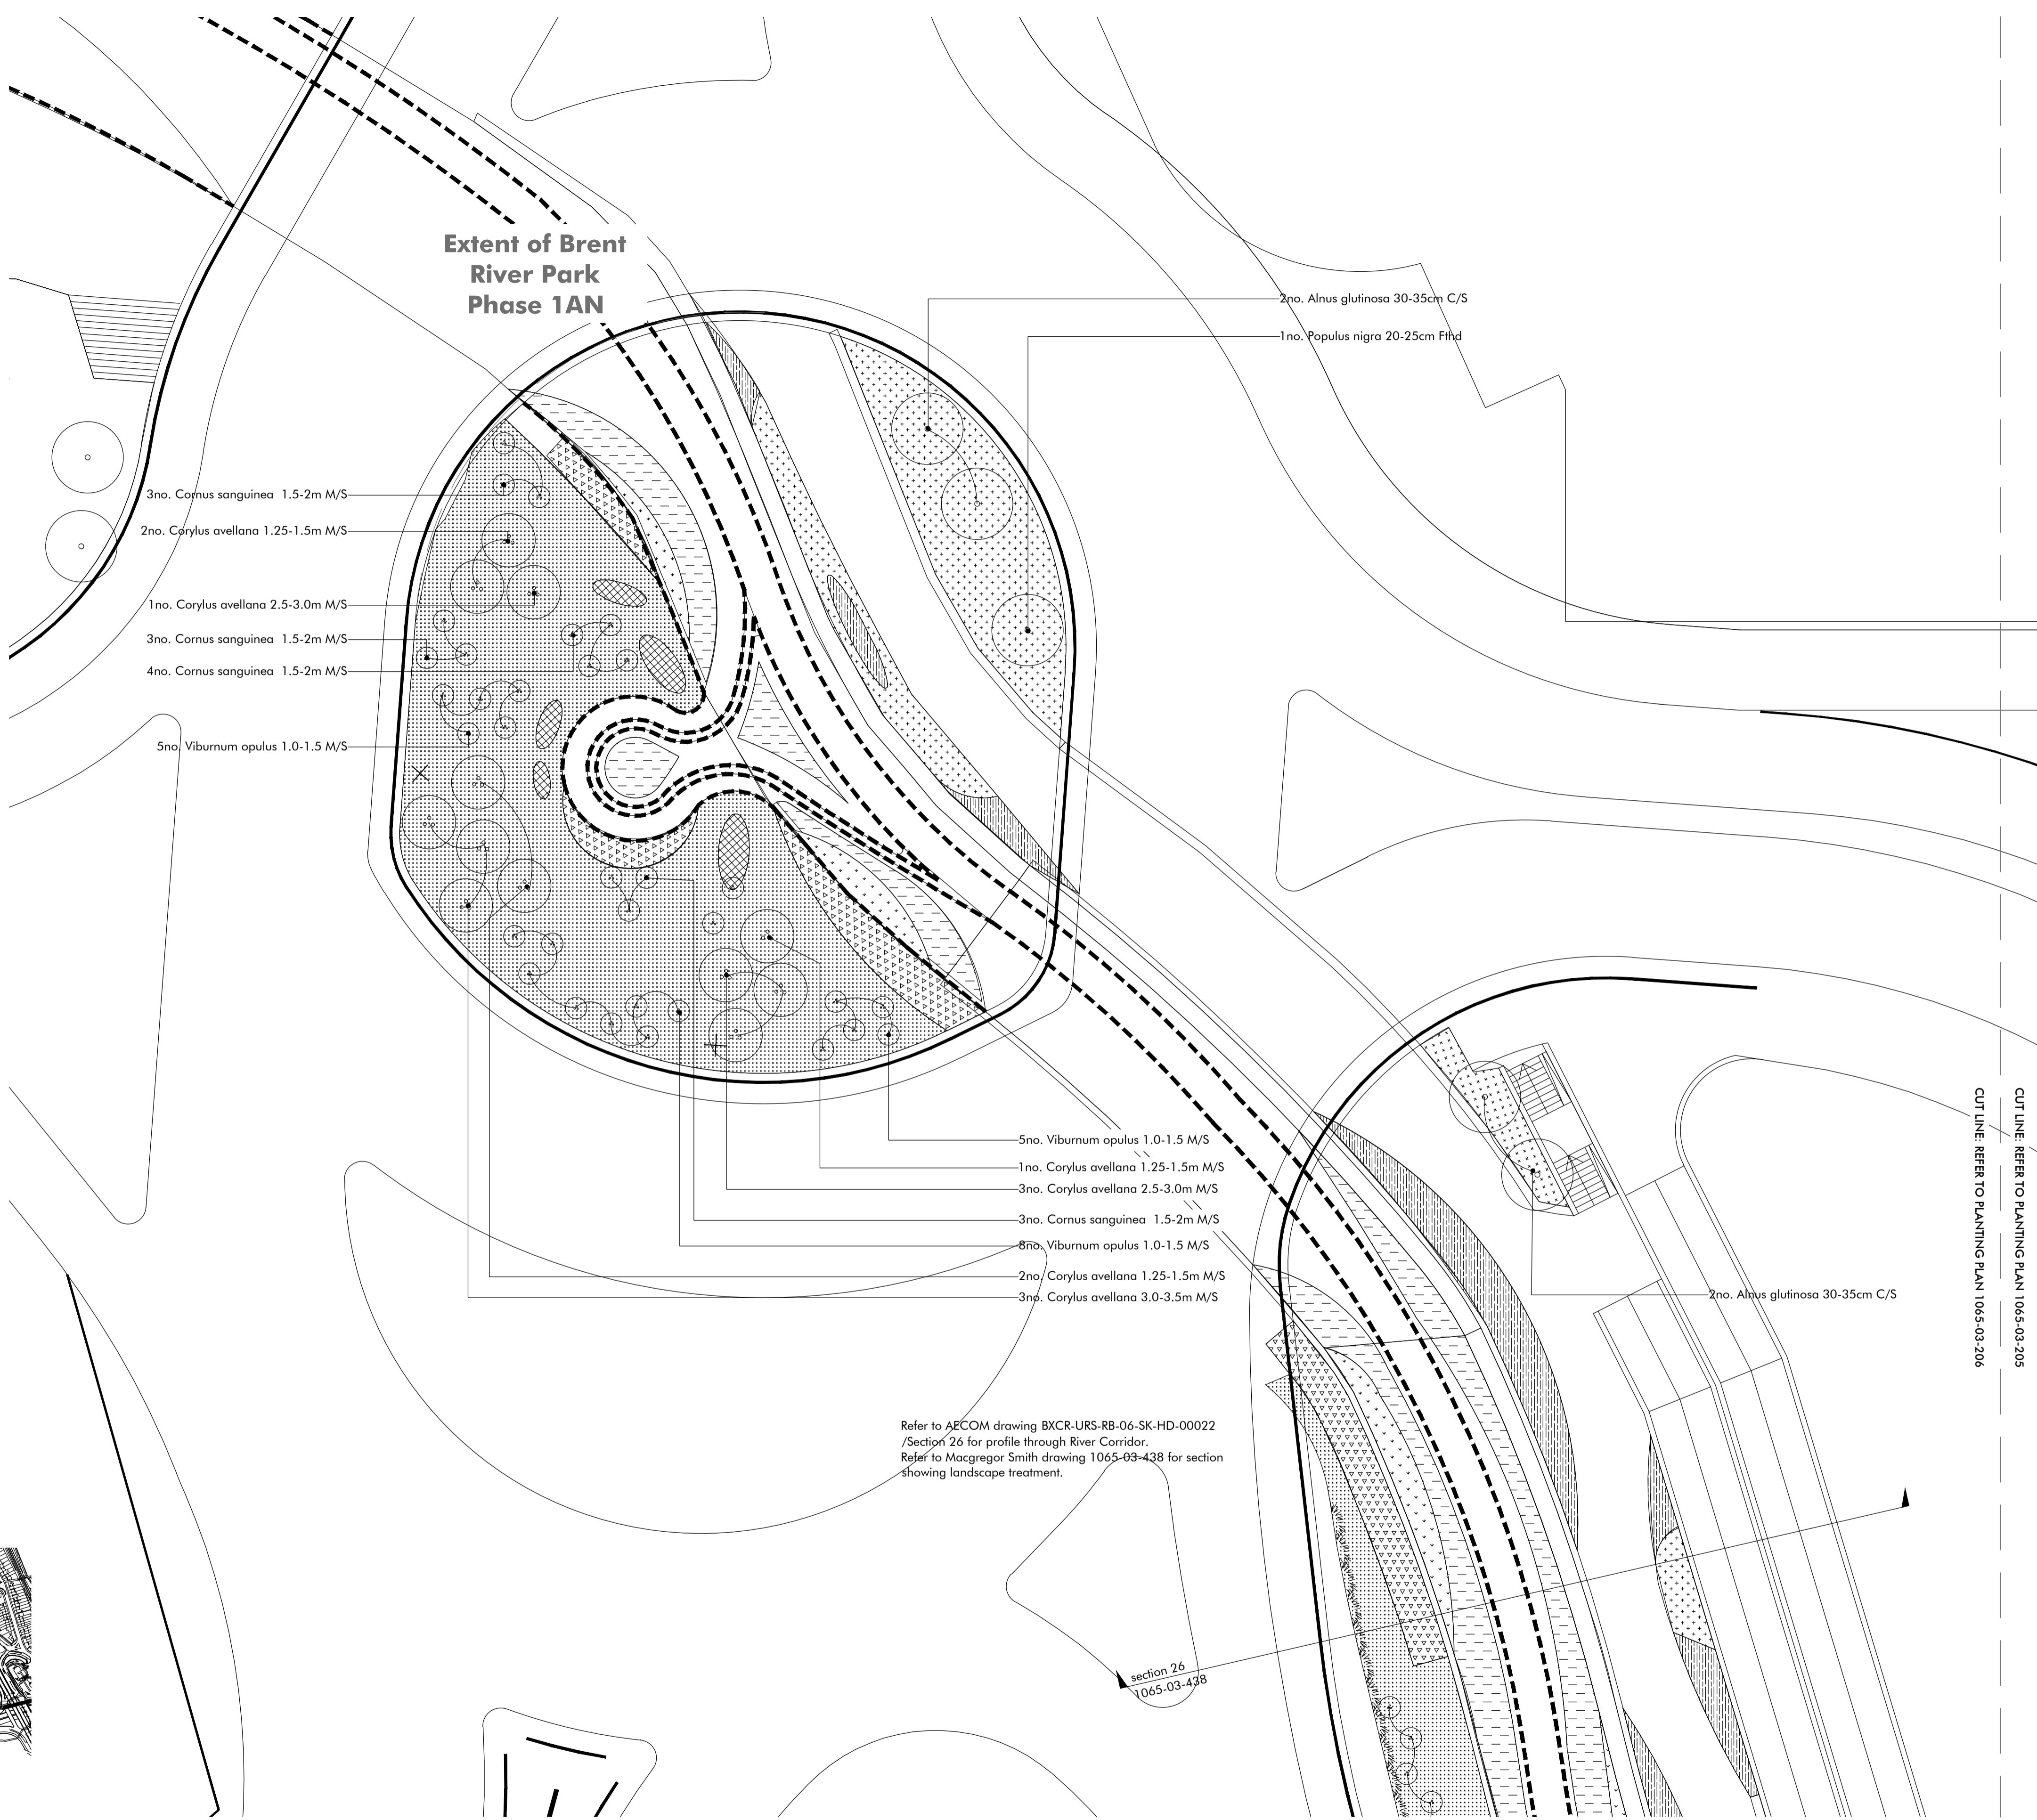 Extent of Brent
River Park
Phase 1AN
2no. Alnus glutinosa 30-35cm C/S
1no. Populus nigra 20-25cm Fthd
3no. Cornus sanguinea 1.5-2m M/S
2no. Corylus avellana 1.25-1.5m M/S
1no. Corylus avellana 2.5-3.0m M/S
3no. Cornus sanguinea 1.5-2m M/S
4no. Cornus sanguinea 1.5-2m M/S
5no. Viburnum opulus 1.0-1.5 M/S
5no. Viburnum opulus 1.0-1.5 M/S
1no. Corylus avellana 1.25-1.5m M/S
3no. Corylus avellana 2.5-3.0m M/S
3no. Cornus sanguinea 1.5-2m M/S
8no. Viburnum opulus 1.0-1.5 M/S
2no. Corylus avellana 1.25-1.5m M/S
3no. Corylus avellana 3.0-3.5m M/S
2no. Alnus glutinosa 30-35cm C/S
CUT LINE: REFER TO PLANTING PLAN 1065-03-206
CUT LINE: REFER TO PLANTING PLAN 1065-03-205
Refer to AECOM drawing BXCR-URS-RB-06-SK-HD-00022
/Section 26 for profile through River Corridor.
Refer to Macgregor Smith drawing 1065-03-438 for section
showing landscape treatment.
section 26
1065-03-438